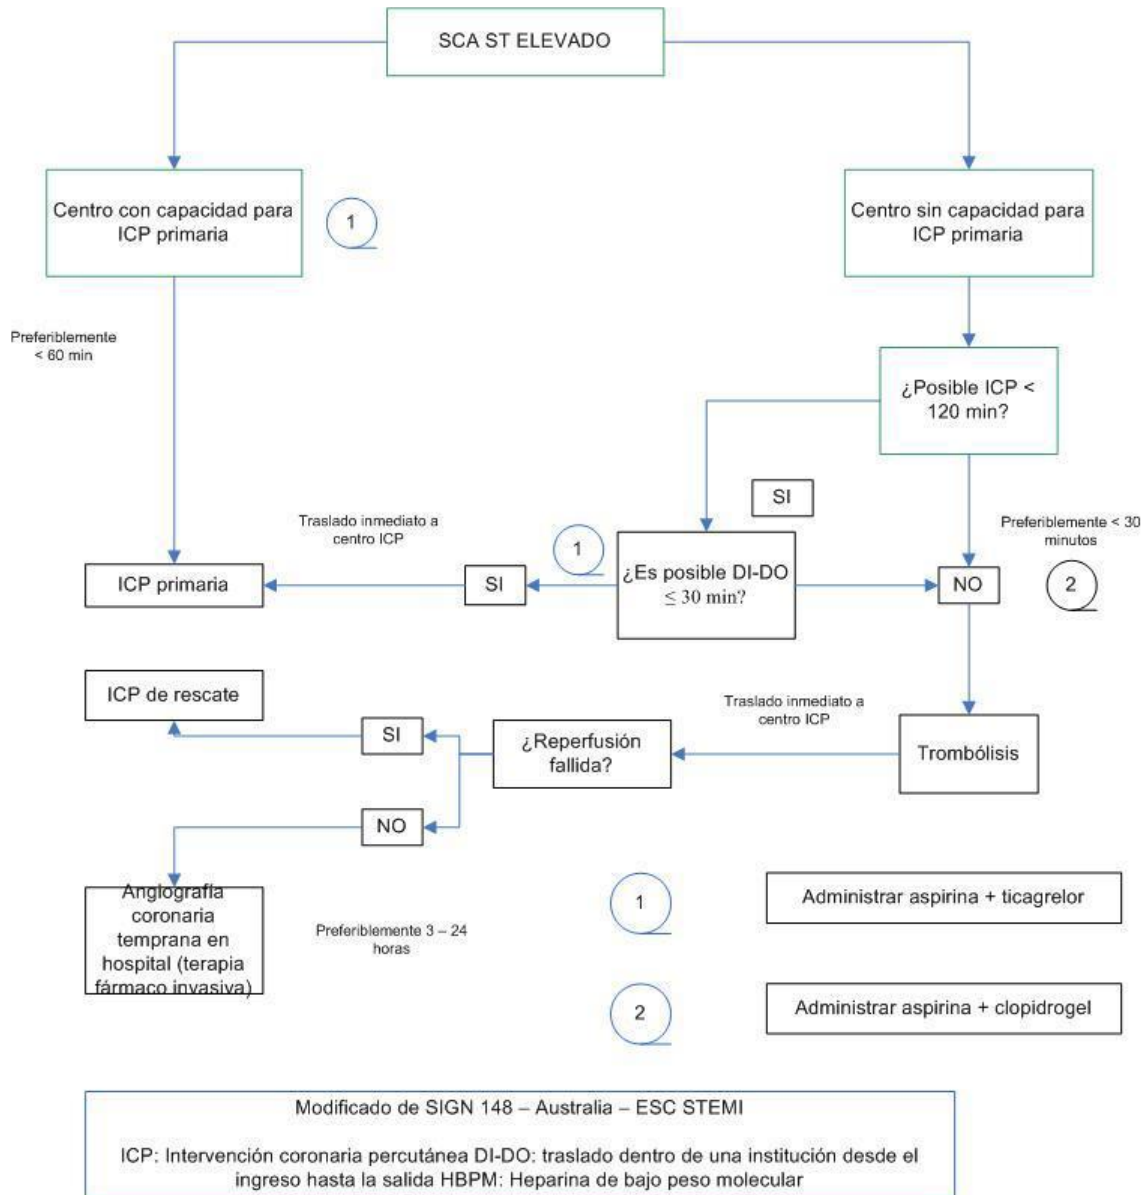 SCA ST ELEVADO
Centro con capacidad para
ICP primaria
1
Centro sin capacidad para
ICP primaria
Preferiblemente
< 60 min
¿Posible ICP <
120 min?
SI
Traslado inmediato a
centro ICP
1
Preferiblemente < 30
minutos
ICP primaria
SI
¿Es posible DI-DO
≤ 30 min?
NO
2
ICP de rescate
Traslado inmediato a
centro ICP
SI
¿Reperfusión
fallida?
Trombólisis
NO
Angiografía
coronaria
temprana en
hospital (terapia
fármaco invasiva)
Preferiblemente 3 – 24
horas
1
Administrar aspirina + ticagrelor
2
Administrar aspirina + clopidrogel
Modificado de SIGN 148 – Australia – ESC STEMI
ICP: Intervención coronaria percutánea DI-DO: traslado dentro de una institución desde el
ingreso hasta la salida HBPM: Heparina de bajo peso molecular